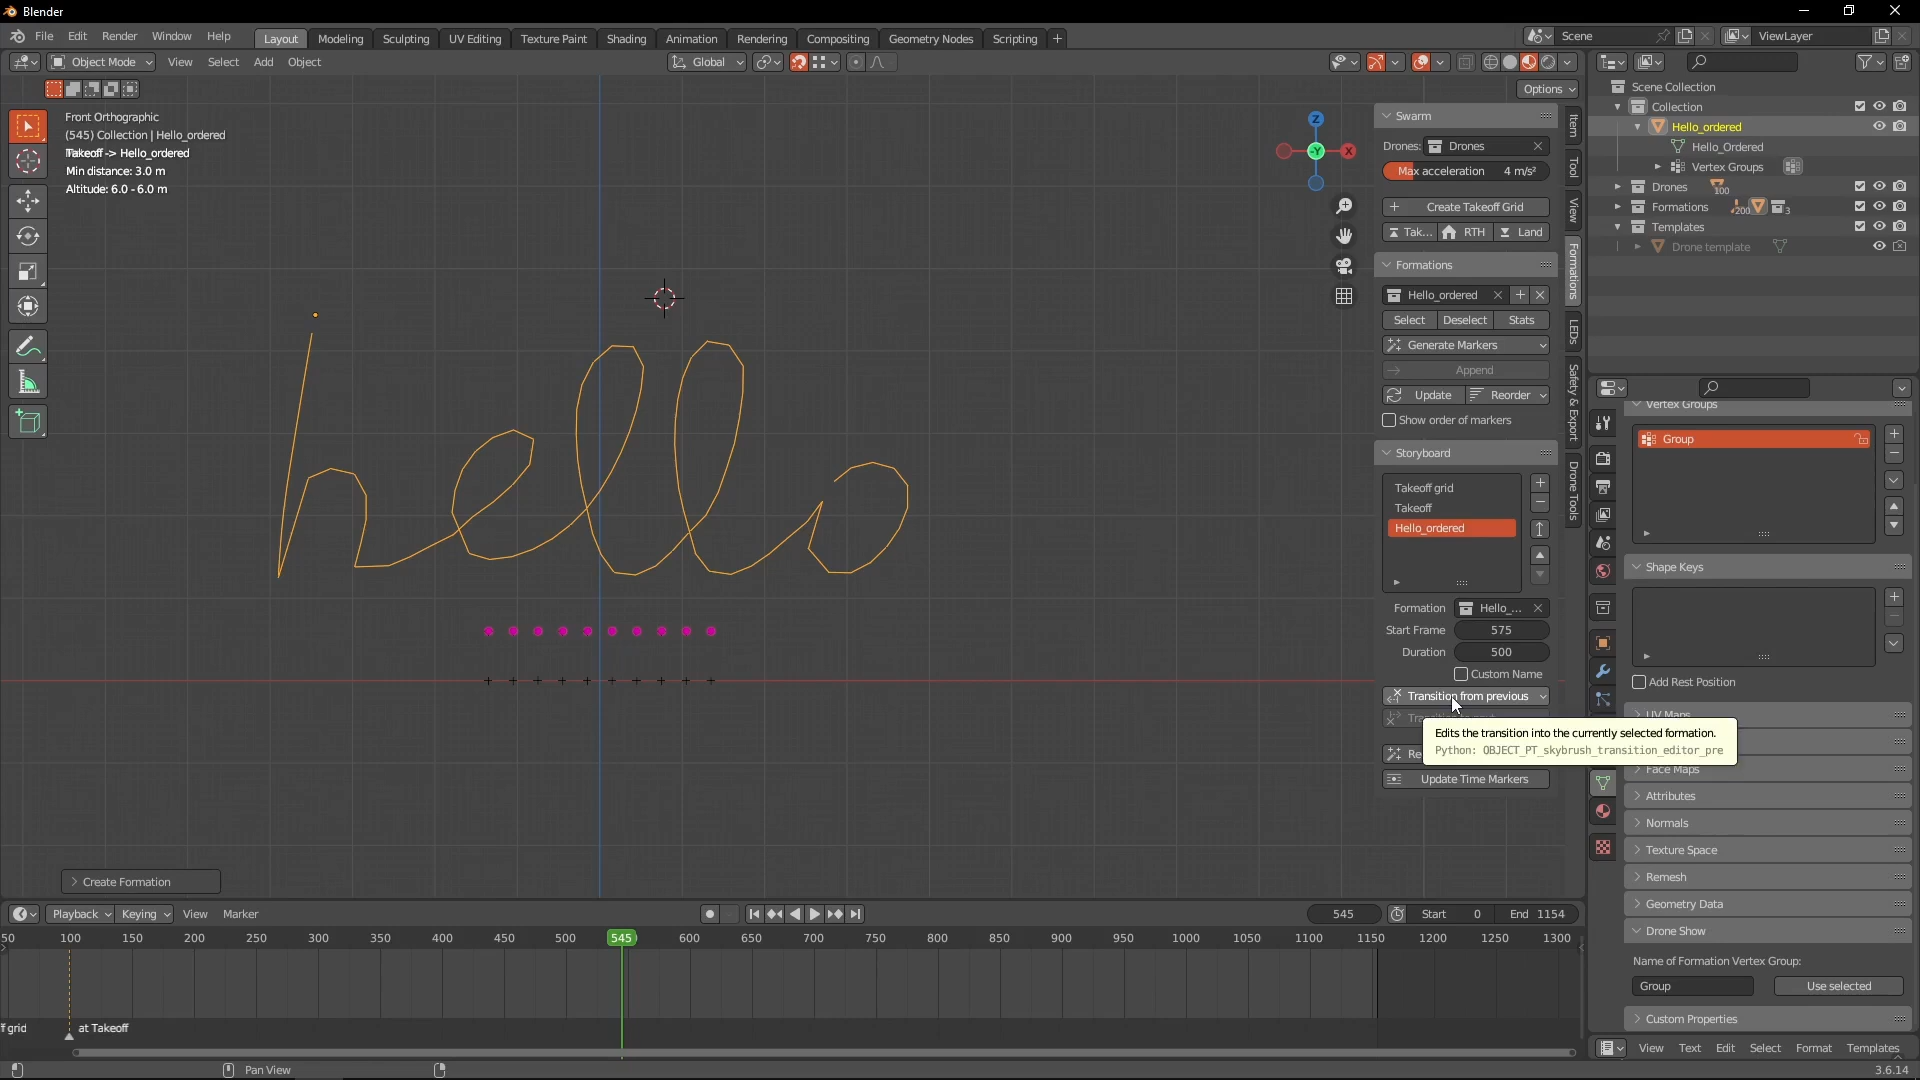 Blender
File Edit Render Window Help Layout Modeling Sculpting UV Editing Texture Paint Shading Animation Rendering Compositing Geometry Nodes Scripting +
Scene ViewLayer
Object Mode View Select Add Object Global
Options
Front Orthographic
(545) Collection | Hello_ordered
Takeoff -> Hello_ordered
Min distance: 3.0 m
Altitude: 6.0 - 6.0 m
hello
Z
-Y X
Create Formation
Swarm
Drones: Drones
Max acceleration 4 m/s²
Create Takeoff Grid
Tak... RTH Land
Formations
Hello_ordered
Select Deselect Stats
Generate Markers
Append
Update Reorder
Show order of markers
Storyboard
Takeoff grid
Takeoff
Hello_ordered
Formation Hello_...
Start Frame 575
Duration 500
Custom Name
Transition from previous
Edits the transition into the currently selected formation.
Python: OBJECT_PT_skybrush_transition_editor_pre
Update Time Markers
Item
Tool
View
Formations
LEDs
Safety & Export
Drone Tools
Scene Collection
Collection
Hello_ordered
Hello_Ordered
Vertex Groups
Drones 100
Formations 200 3
Templates
Drone template
Vertex Groups
Group
Shape Keys
Add Rest Position
UV Maps
Face Maps
Attributes
Normals
Texture Space
Remesh
Geometry Data
Drone Show
Name of Formation Vertex Group:
Group Use selected
Custom Properties
View Text Edit Select Format Templates
Playback Keying View Marker
545 Start 0 End 1154
50 100 150 200 250 300 350 400 450 500 545 600 650 700 750 800 850 900 950 1000 1050 1100 1150 1200 1250 1300
f grid at Takeoff
Pan View 3.6.14